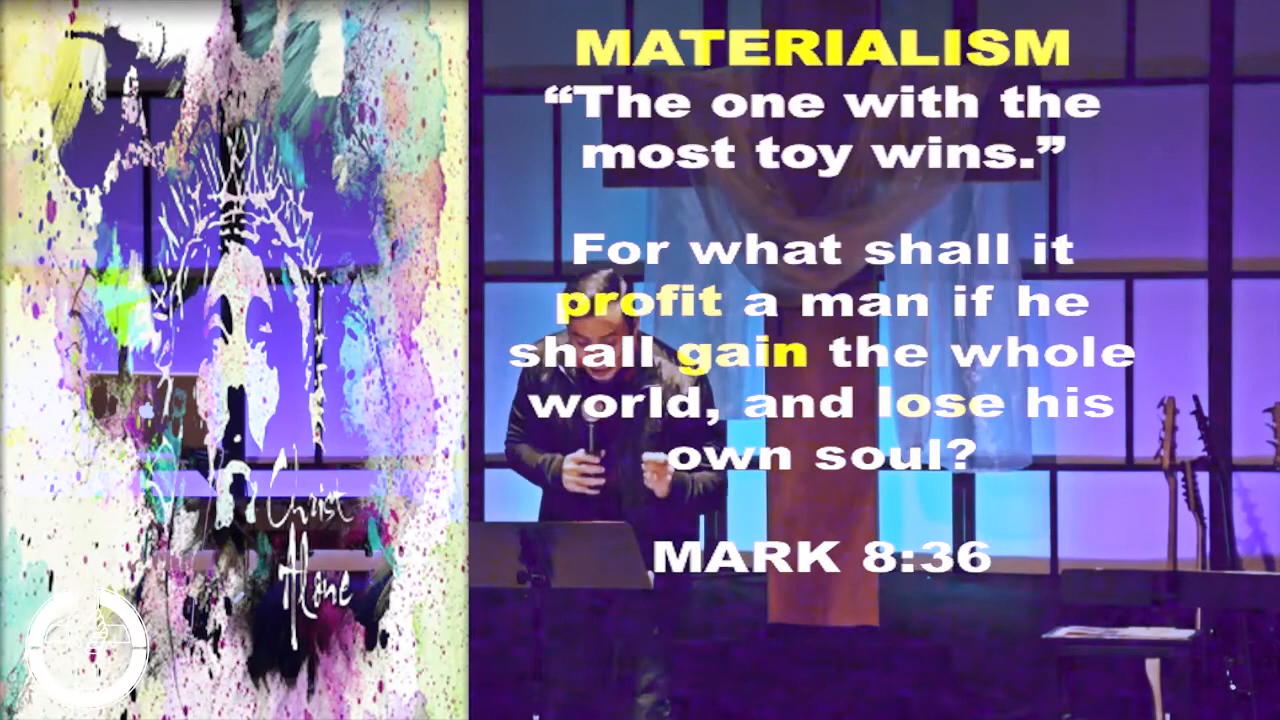 MATERIALISM
“The one with the
most toy wins.”
For what shall it
profit a man if he
shall gain the whole
world, and lose his
own soul?
MARK 8:36
Christ
Alone